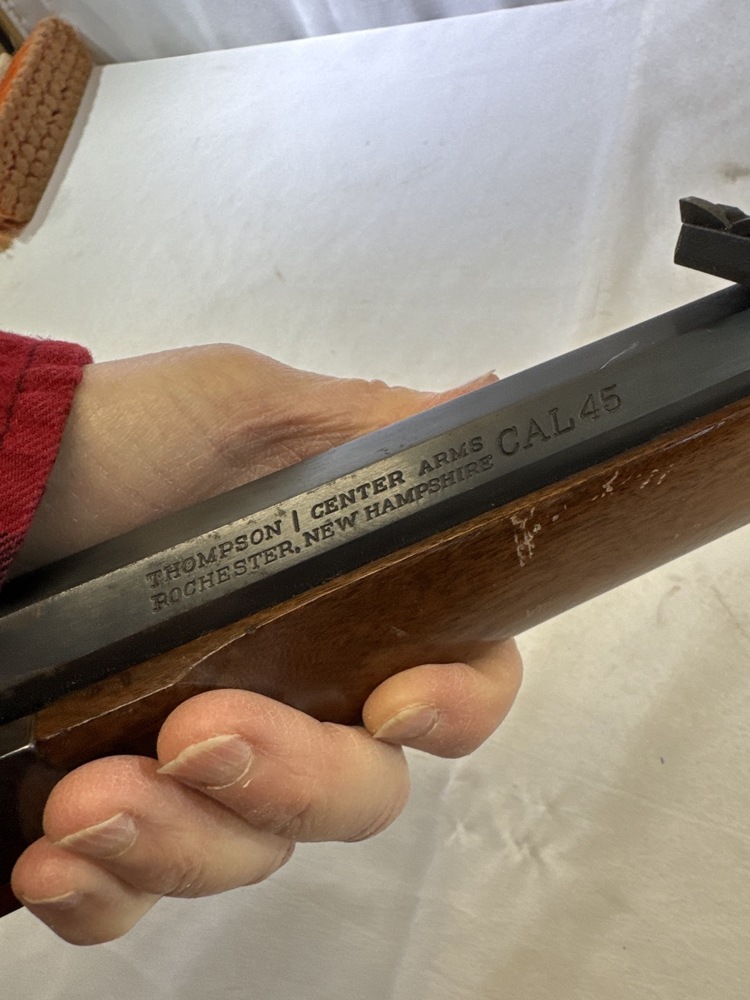 THOMPSON | CENTER ARMS
ROCHESTER, NEW HAMPSHIRE
CAL 45